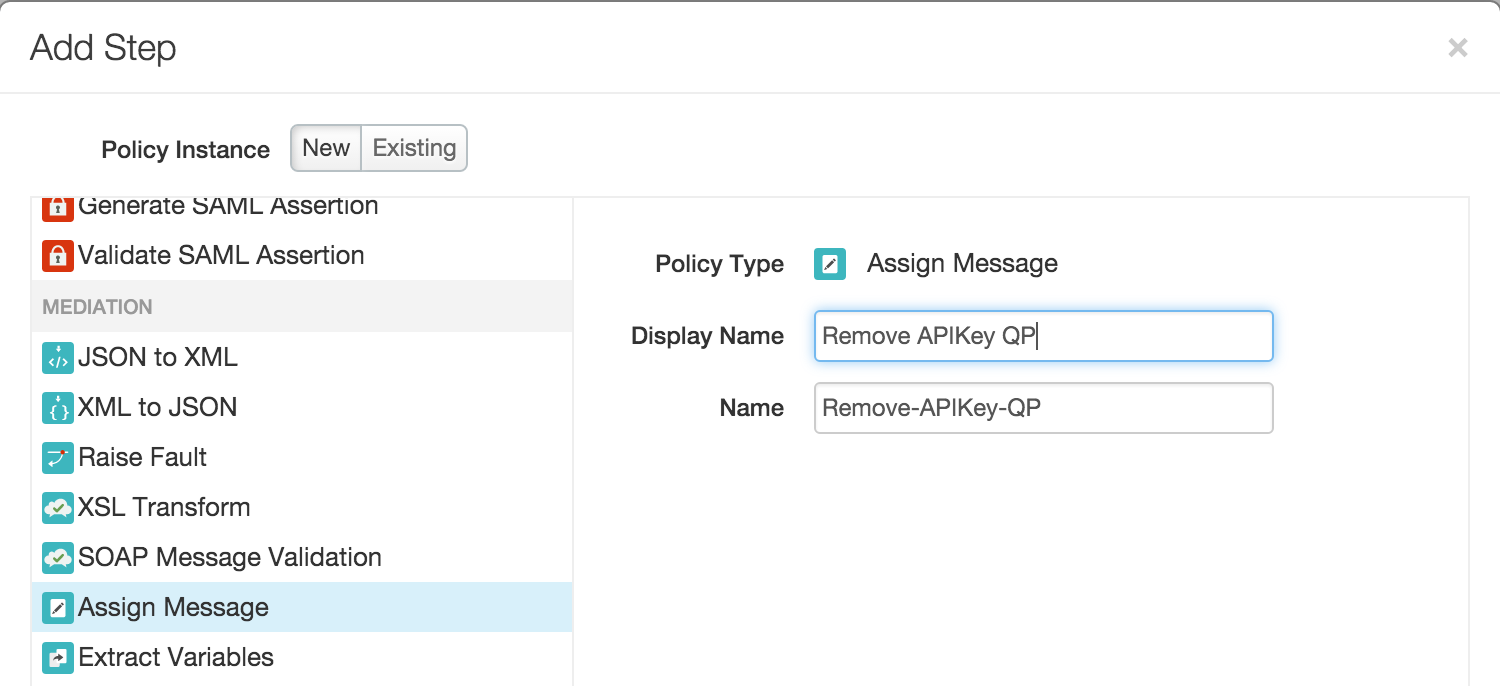 Add Step
×
Policy Instance New Existing
Generate SAML Assertion
Validate SAML Assertion
MEDIATION
JSON to XML
XML to JSON
Raise Fault
XSL Transform
SOAP Message Validation
Assign Message
Extract Variables
Policy Type Assign Message
Display Name Remove APIKey QP
Name Remove-APIKey-QP